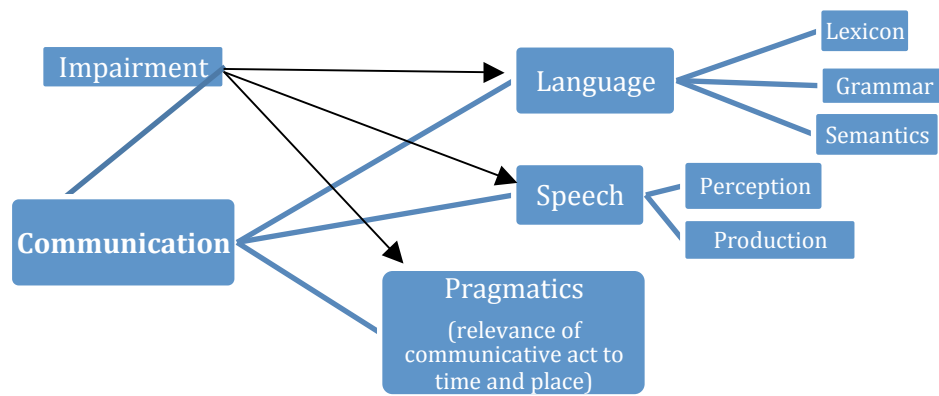 Impairment
Communication
Language
Lexicon
Grammar
Semantics
Speech
Perception
Production
Pragmatics
(relevance of
communicative act to
time and place)